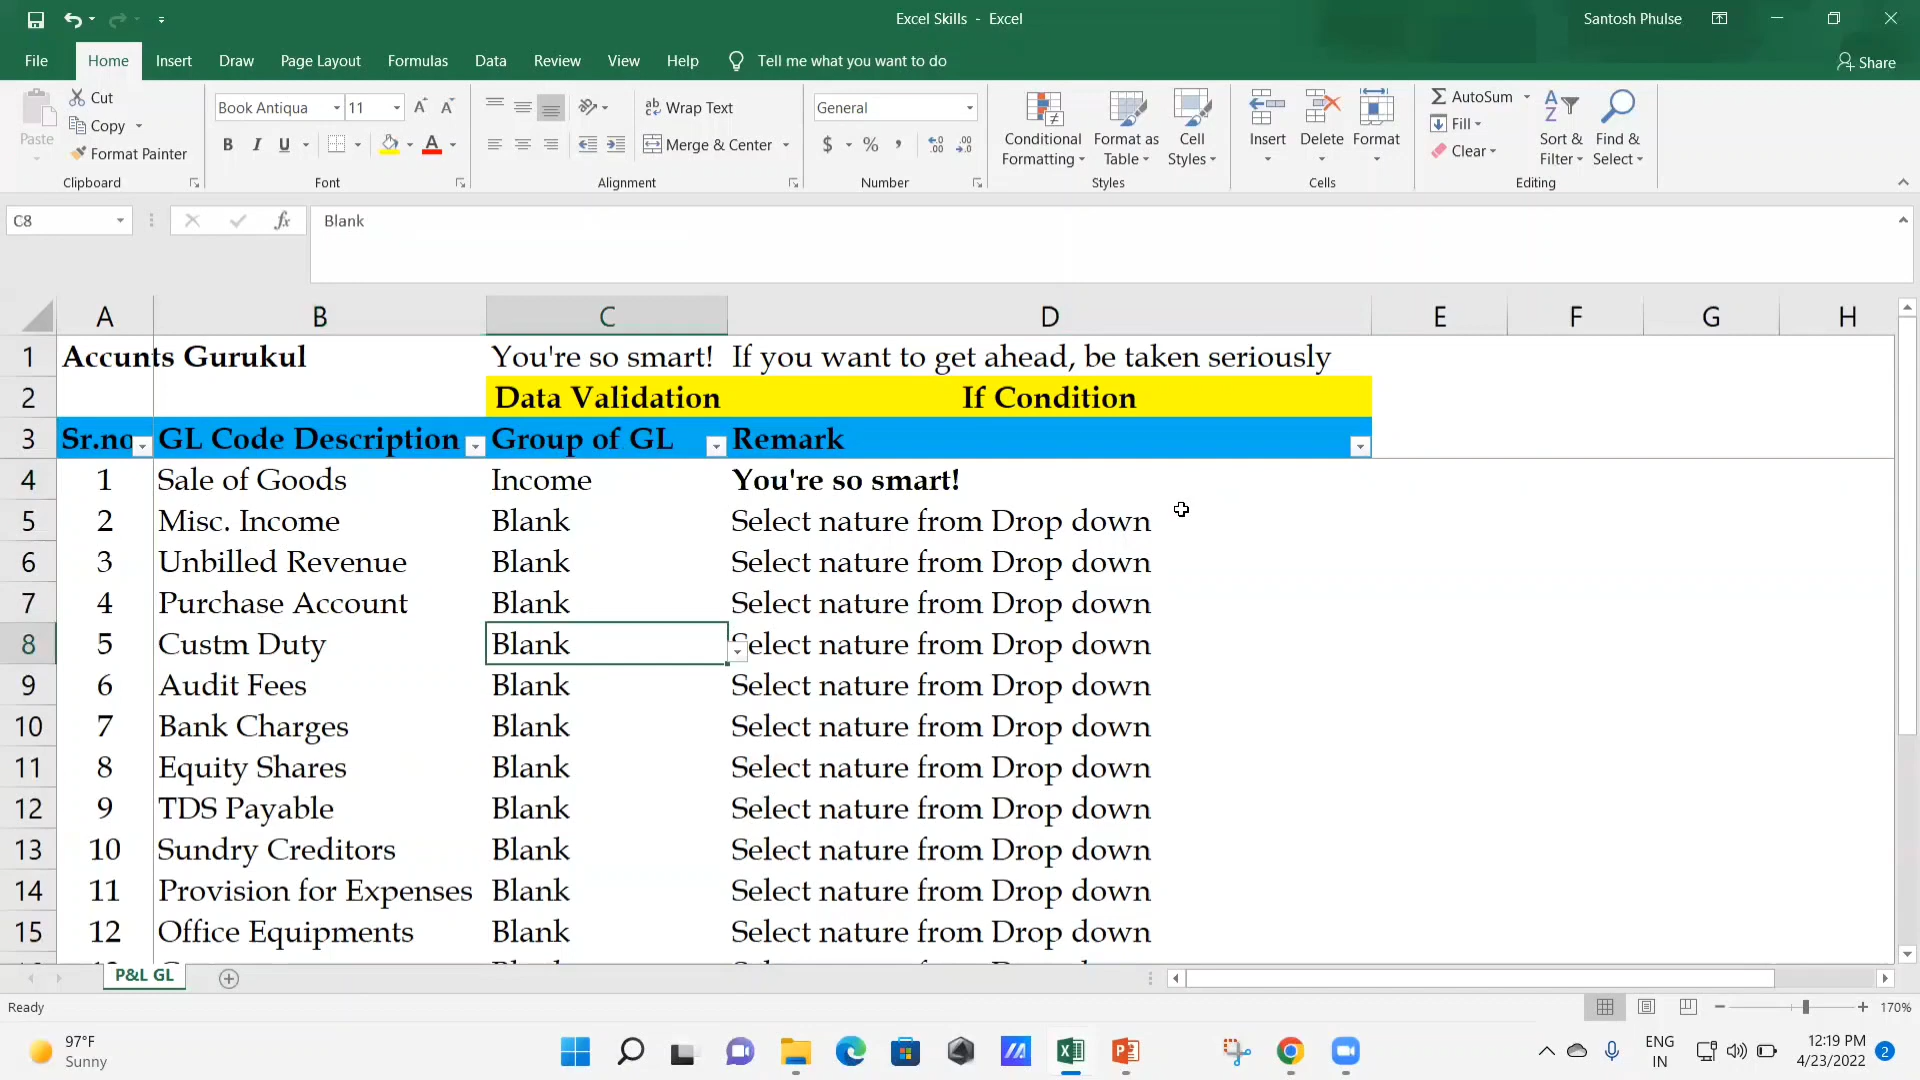 Excel Skills - Excel
Santosh Phulse
File Home Insert Draw Page Layout Formulas Data Review View Help Tell me what you want to do Share
Paste
Cut
Copy
Format Painter
Clipboard
Book Antiqua 11
B I U A
Font
Wrap Text
Merge & Center
Alignment
General
$ % ,
Number
Conditional Formatting
Format as Table
Cell Styles
Styles
Insert Delete Format
Cells
AutoSum
Fill
Clear
Sort & Filter
Find & Select
Editing
C8 fx Blank
A B C D E F G H
1 Accunts Gurukul You're so smart! If you want to get ahead, be taken seriously
2 Data Validation If Condition
3 Sr.no GL Code Description Group of GL Remark
4 1 Sale of Goods Income You're so smart!
5 2 Misc. Income Blank Select nature from Drop down
6 3 Unbilled Revenue Blank Select nature from Drop down
7 4 Purchase Account Blank Select nature from Drop down
8 5 Custm Duty Blank Select nature from Drop down
9 6 Audit Fees Blank Select nature from Drop down
10 7 Bank Charges Blank Select nature from Drop down
11 8 Equity Shares Blank Select nature from Drop down
12 9 TDS Payable Blank Select nature from Drop down
13 10 Sundry Creditors Blank Select nature from Drop down
14 11 Provision for Expenses Blank Select nature from Drop down
15 12 Office Equipments Blank Select nature from Drop down
P&L GL
Ready
170%
97°F
Sunny
ENG
IN
12:19 PM
4/23/2022
2